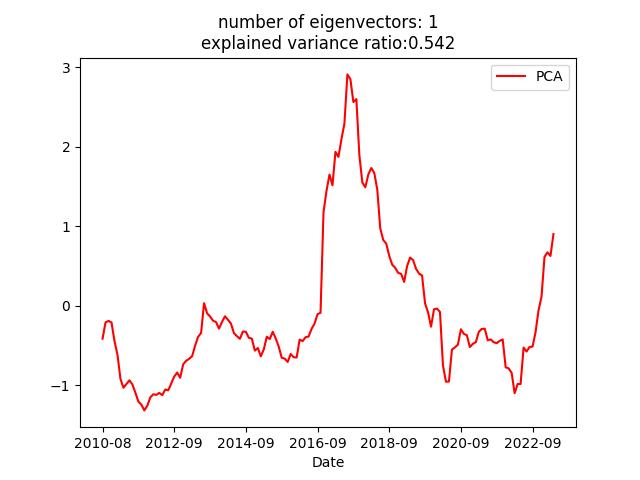 number of eigenvectors: 1
explained variance ratio:0.542
PCA
3
2
1
0
−1
2010-08 2012-09 2014-09 2016-09 2018-09 2020-09 2022-09
Date